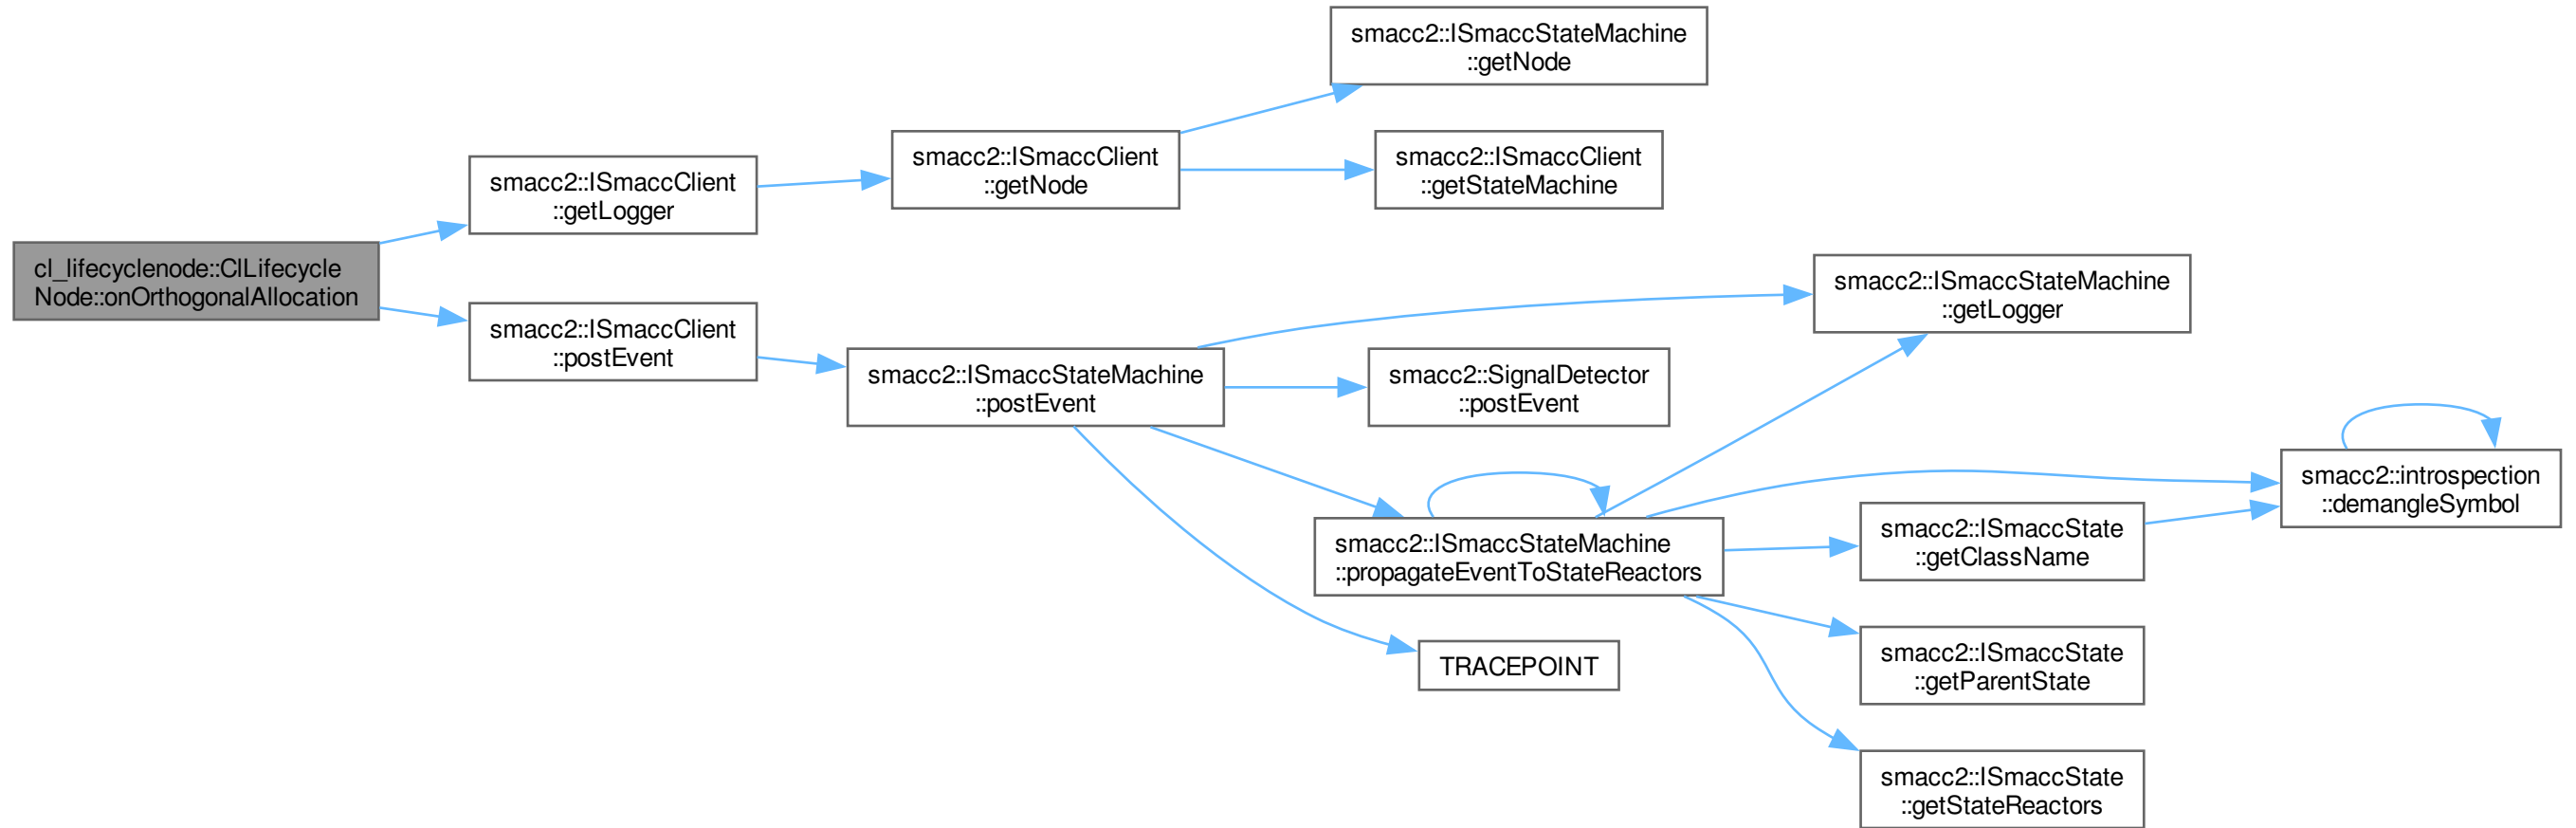 cl_lifecyclenode::ClLifecycle
Node::onOrthogonalAllocation
smacc2::ISmaccClient
::getLogger
smacc2::ISmaccClient
::postEvent
smacc2::ISmaccClient
::getNode
smacc2::ISmaccStateMachine
::getNode
smacc2::ISmaccClient
::getStateMachine
smacc2::ISmaccStateMachine
::postEvent
smacc2::ISmaccStateMachine
::getLogger
smacc2::SignalDetector
::postEvent
smacc2::ISmaccStateMachine
::propagateEventToStateReactors
TRACEPOINT
smacc2::introspection
::demangleSymbol
smacc2::ISmaccState
::getClassName
smacc2::ISmaccState
::getParentState
smacc2::ISmaccState
::getStateReactors